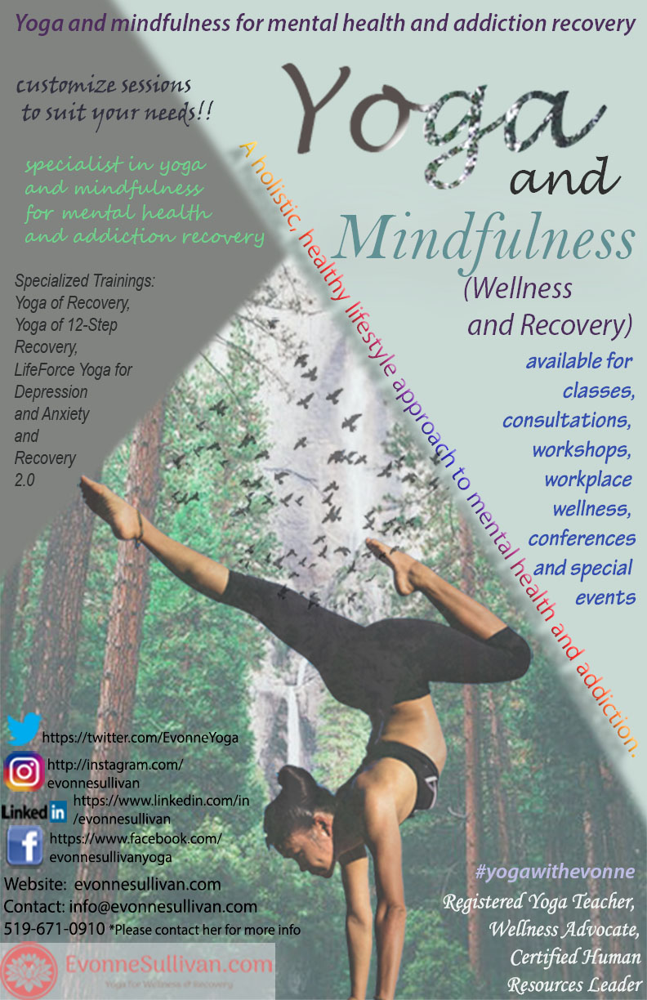 Yoga and mindfulness for mental health and addiction recovery
customize sessions
to suit your needs!!
specialist in yoga
and mindfulness
for mental health
and addiction recovery
Specialized Trainings:
Yoga of Recovery,
Yoga of 12-Step
Recovery,
LifeForce Yoga for
Depression
and Anxiety
and
Recovery
2.0
Yoga
and
Mindfulness
(Wellness
and Recovery)
A holistic, healthy lifestyle approach to mental health and addiction.
available for
classes,
consultations,
workshops,
workplace
wellness,
conferences
and special
events
https://twitter.com/EvonneYoga
http://instagram.com/
evonnesullivan
Linked in
https://www.linkedin.com/in
/evonnesullivan
f
https://www.facebook.com/
evonnesullivanyoga
Website: evonnesullivan.com
Contact: info@evonnesullivan.com
519-671-0910 *Please contact her for more info
EvonneSullivan.com
Yoga for Wellness & Recovery
#yogawithevonne
Registered Yoga Teacher,
Wellness Advocate,
Certified Human
Resources Leader